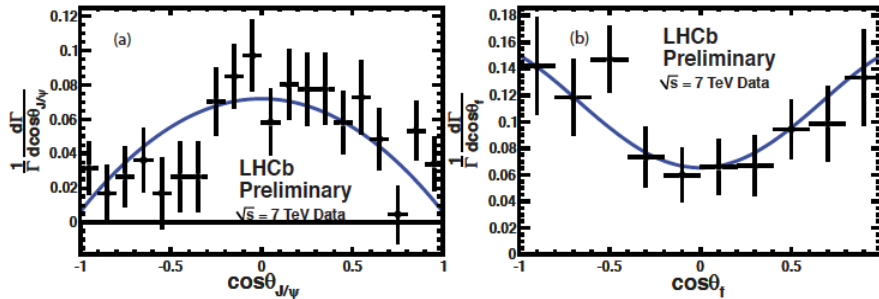 0.12
0.1
0.08
0.06
0.04
0.02
0
-1
-0.5
0
0.5
1
1 dΓ
Γ dcosθJ/ψ
(a)
LHCb
Preliminary
√s = 7 TeV Data
cosθJ/ψ
0.18
0.16
0.14
0.12
0.1
0.08
0.06
0.04
0.02
0
-1
-0.5
0
0.5
1 dΓ
Γ dcosθf
(b)
LHCb
Preliminary
√s = 7 TeV Data
cosθf